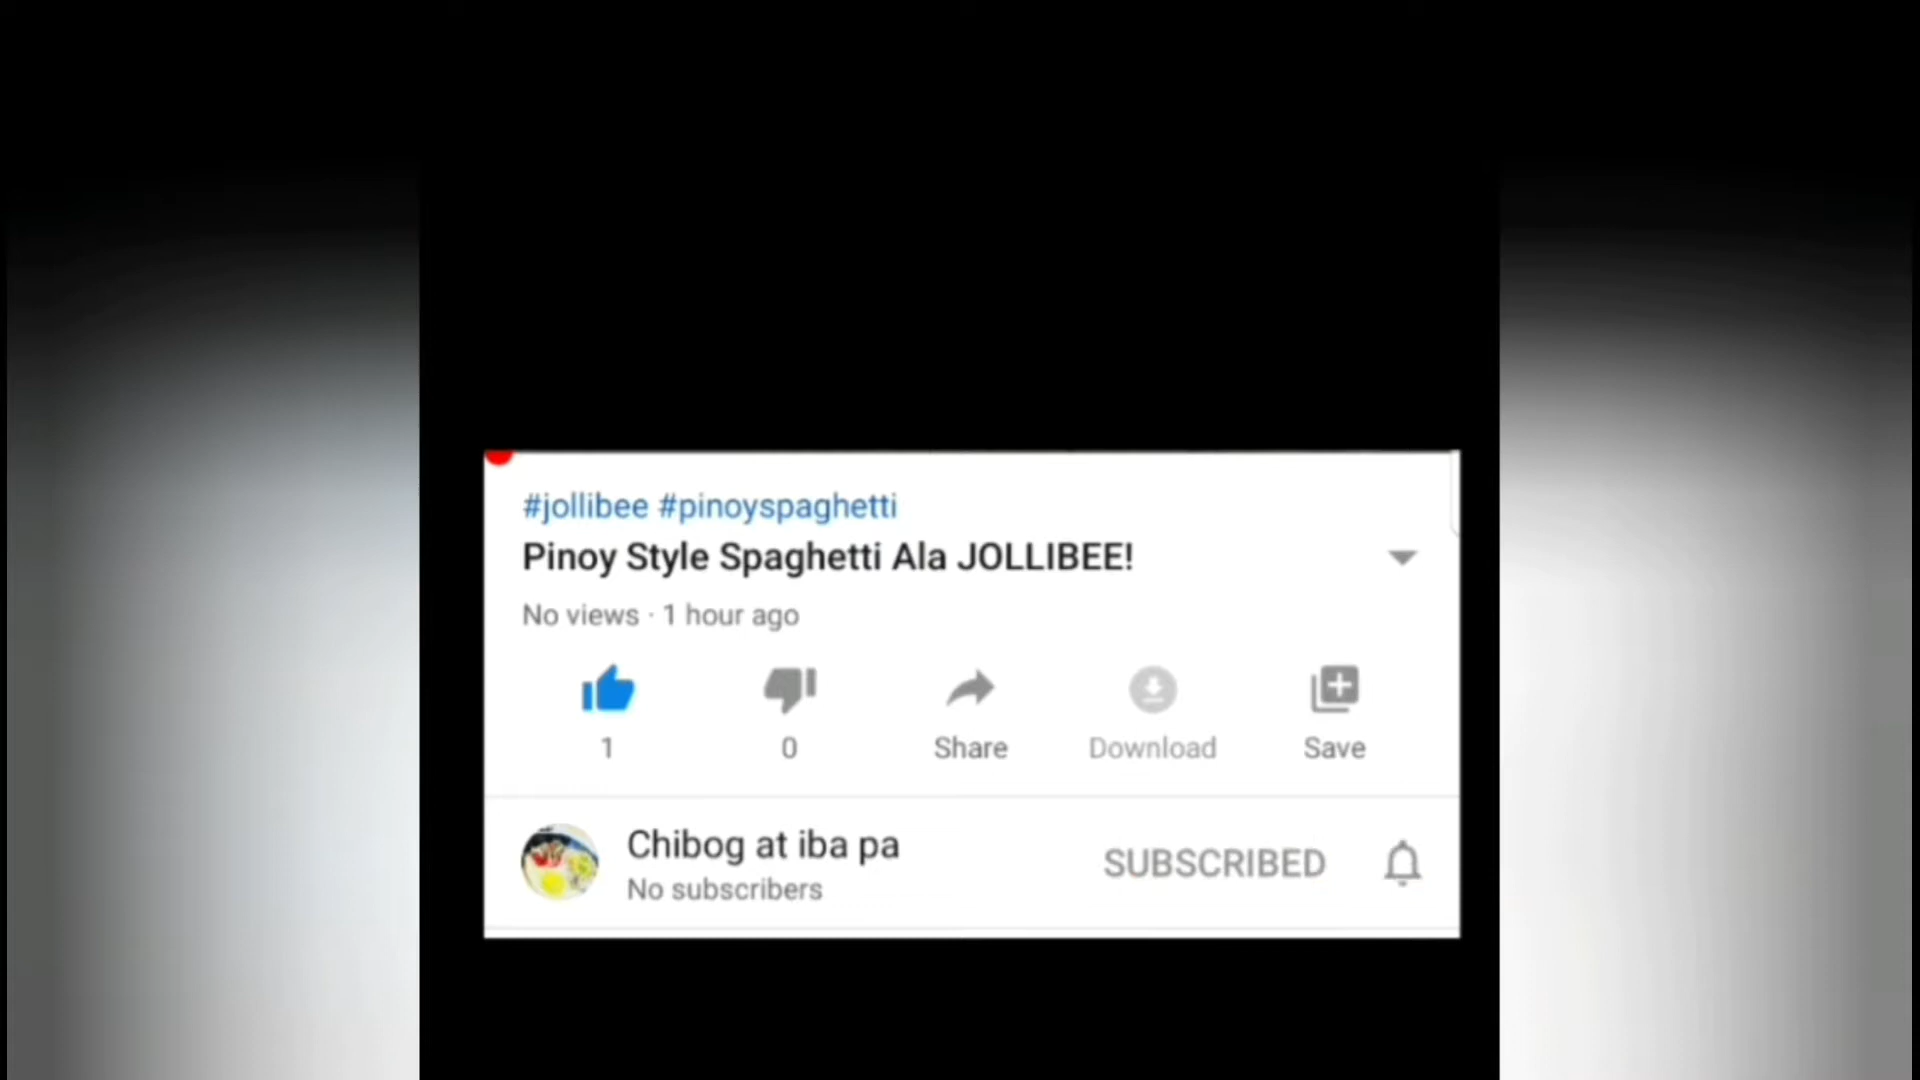 #jollibee #pinoyspaghetti
Pinoy Style Spaghetti Ala JOLLIBEE!
No views · 1 hour ago
1 0 Share Download Save
Chibog at iba pa
SUBSCRIBED
No subscribers